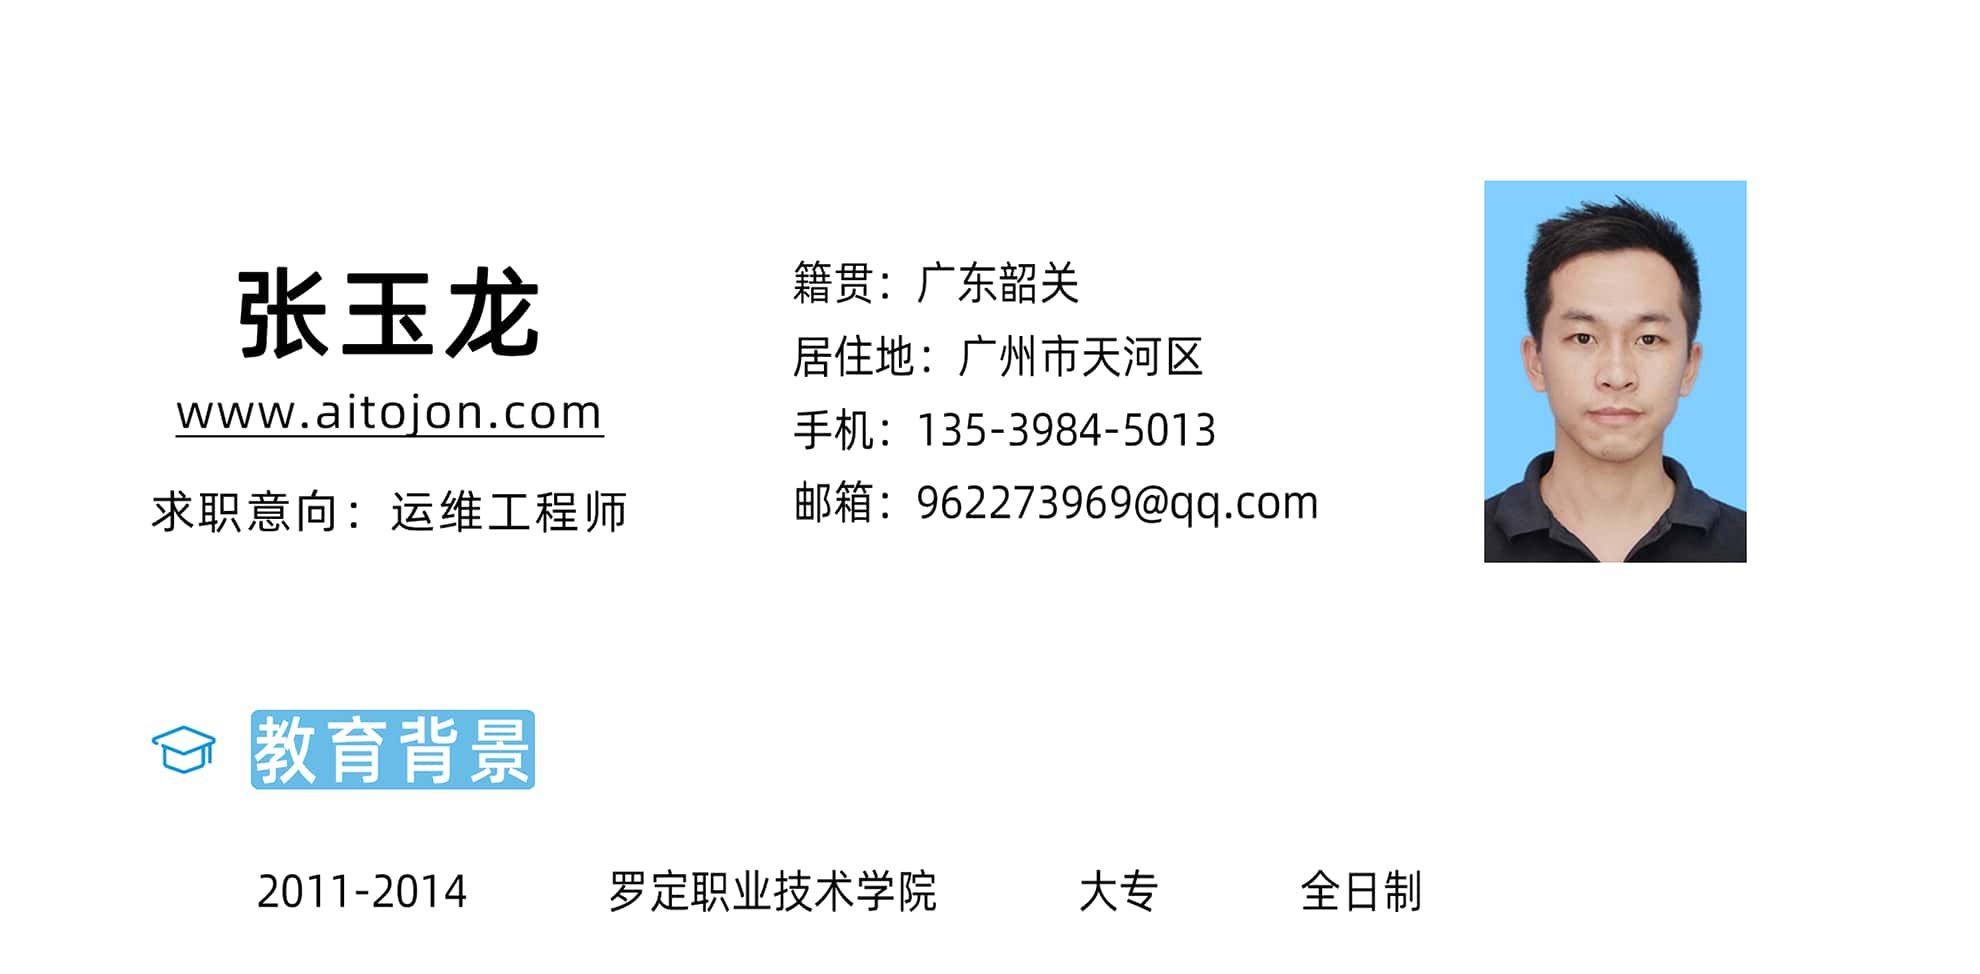 张玉龙
www.aitojon.com
求职意向：运维工程师
籍贯：广东韶关
居住地：广州市天河区
手机：135-3984-5013
邮箱：962273969@qq.com
教育背景
2011-2014 罗定职业技术学院 大专 全日制